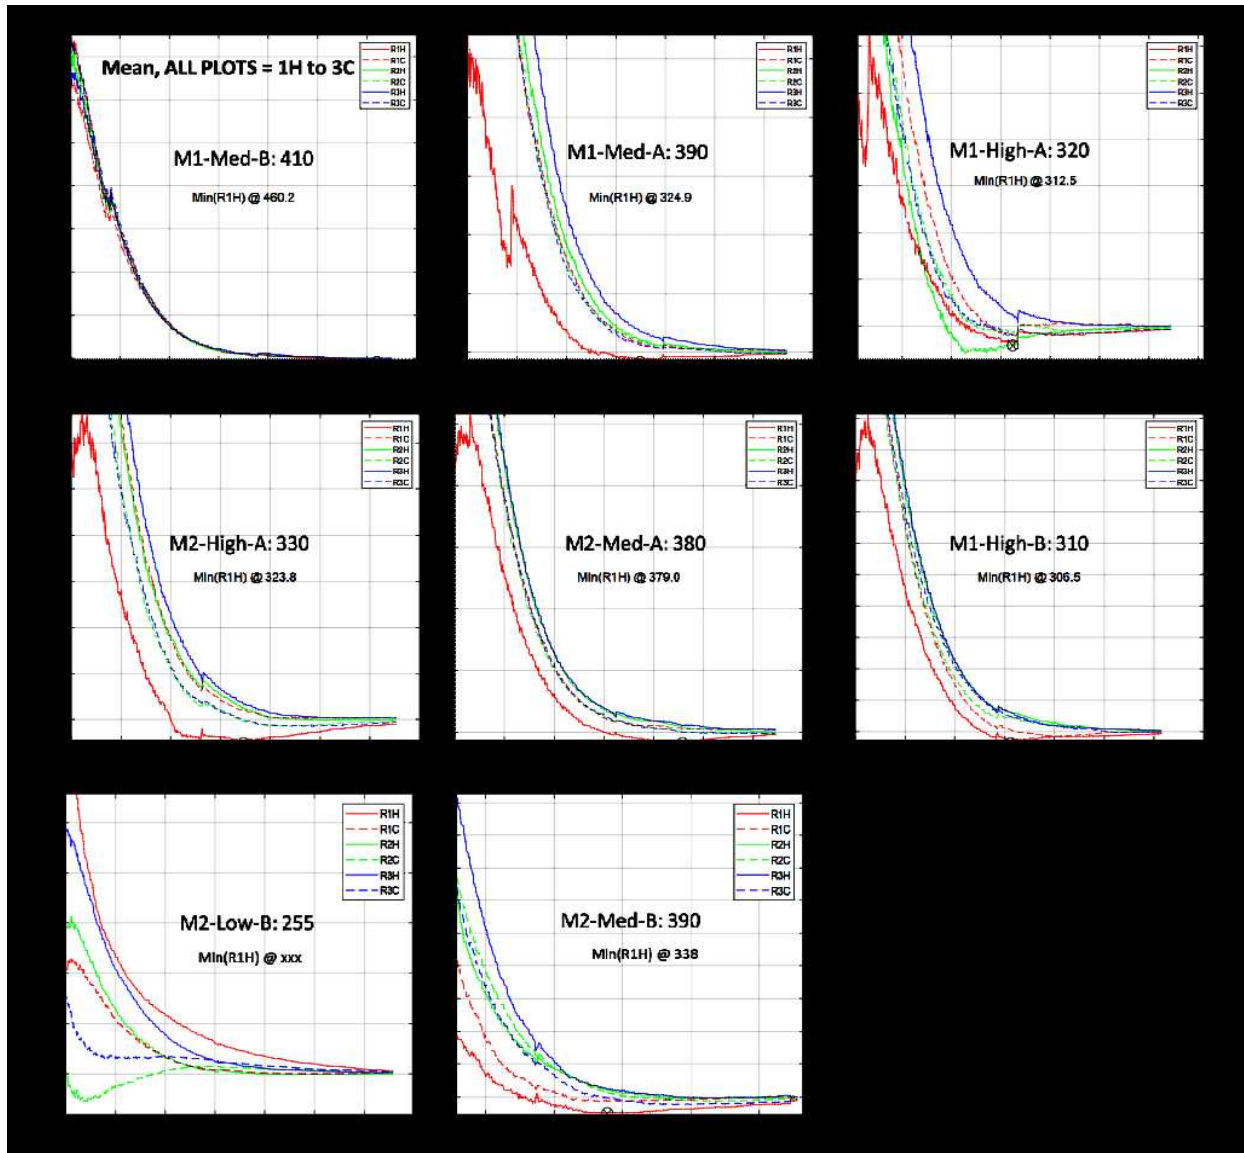 Mean, ALL PLOTS = 1H to 3C
R1H
R1C
R2H
R2C
R3H
R3C
M1-Med-B: 410
Min(R1H) @ 460.2
R1H
R1C
R2H
R2C
R3H
R3C
M1-Med-A: 390
Min(R1H) @ 324.9
R1H
R1C
R2H
R2C
R3H
R3C
M1-High-A: 320
Min(R1H) @ 312.5
R1H
R1C
R2H
R2C
R3H
R3C
M2-High-A: 330
Min(R1H) @ 323.8
R1H
R1C
R2H
R2C
R3H
R3C
M2-Med-A: 380
Min(R1H) @ 379.0
R1H
R1C
R2H
R2C
R3H
R3C
M1-High-B: 310
Min(R1H) @ 306.5
R1H
R1C
R2H
R2C
R3H
R3C
M2-Low-B: 255
Min(R1H) @ xxx
R1H
R1C
R2H
R2C
R3H
R3C
M2-Med-B: 390
Min(R1H) @ 338